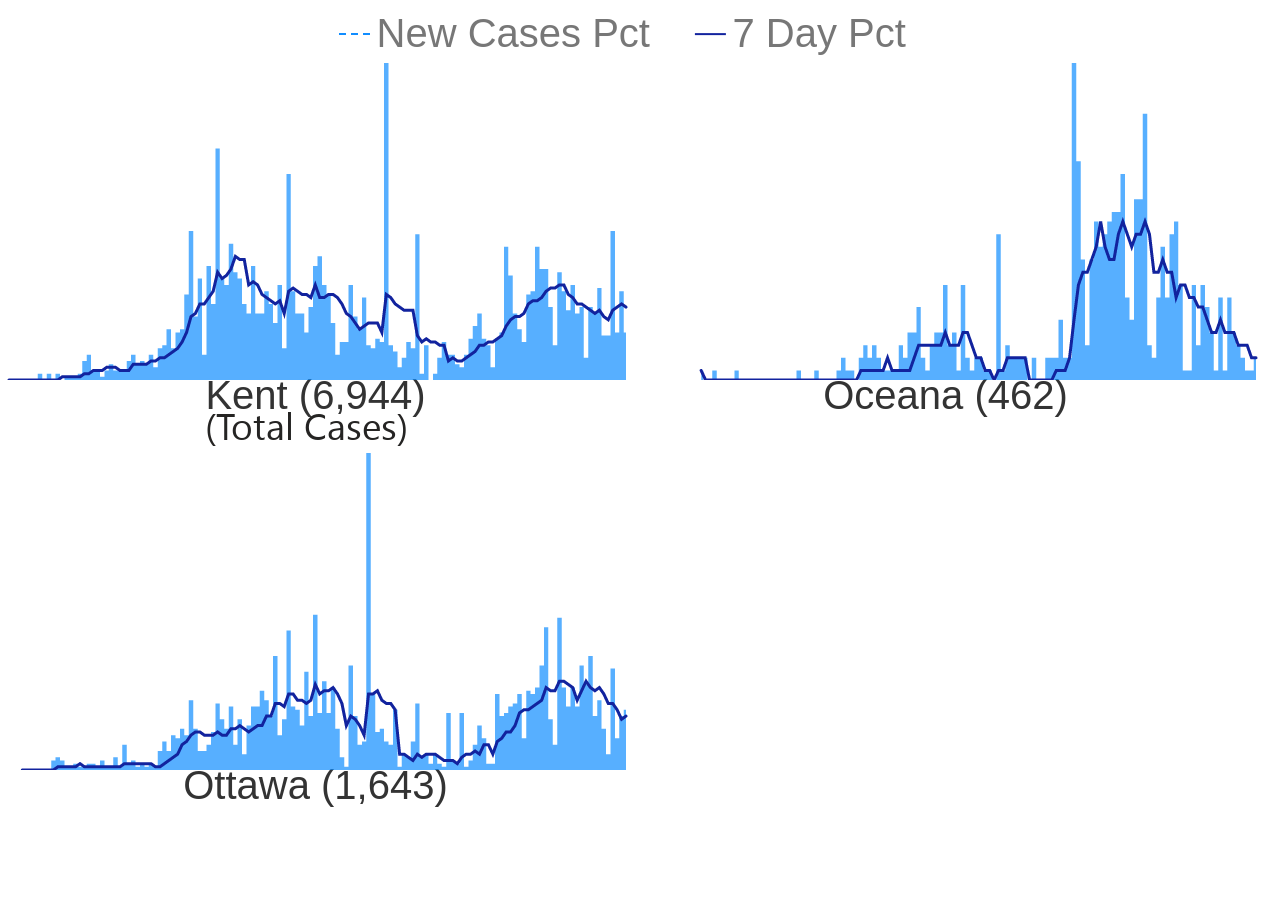 New Cases Pct 7 Day Pct
Kent (6,944)
(Total Cases)
Oceana (462)
Ottawa (1,643)